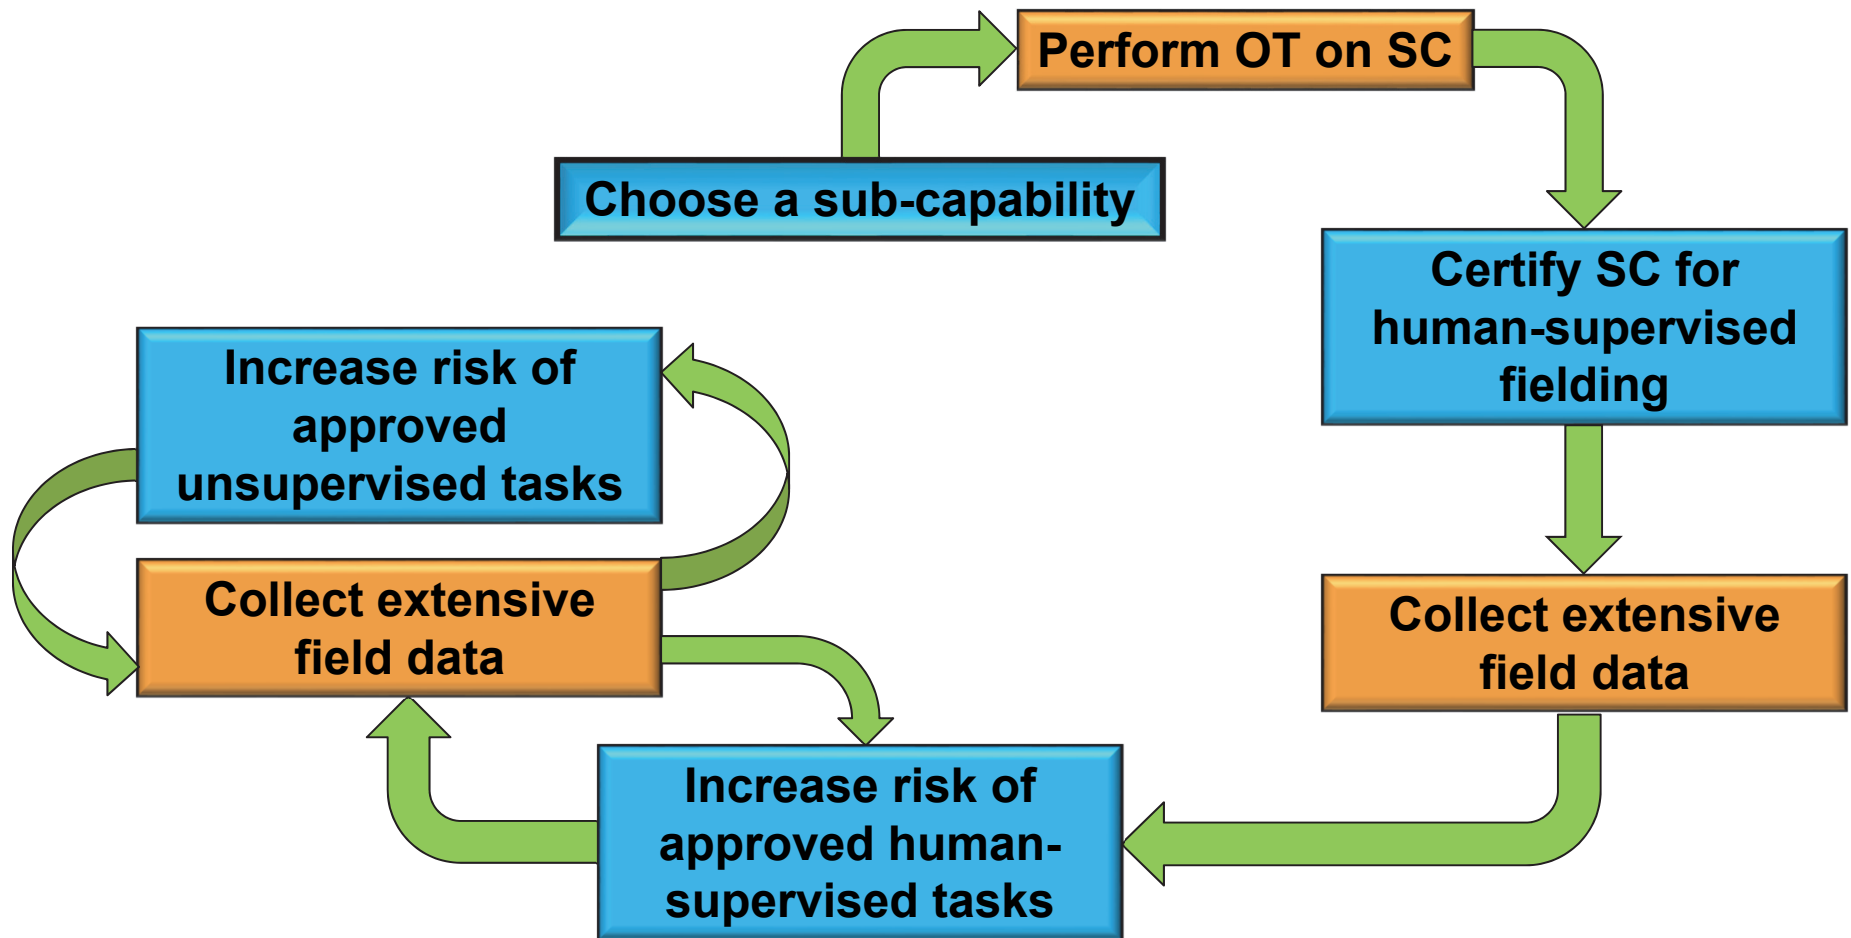 Perform OT on SC
Choose a sub-capability
Certify SC for
human-supervised
fielding
Increase risk of
approved
unsupervised tasks
Collect extensive
field data
Collect extensive
field data
Increase risk of
approved human-
supervised tasks